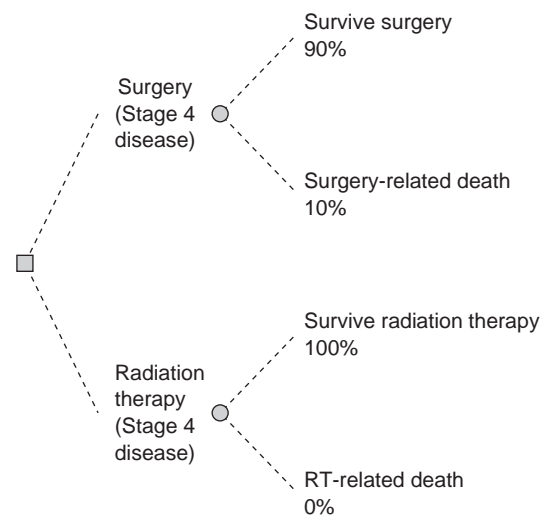 Survive surgery
90%
Surgery
(Stage 4
disease)
Surgery-related death
10%
Survive radiation therapy
100%
Radiation
therapy
(Stage 4
disease)
RT-related death
0%